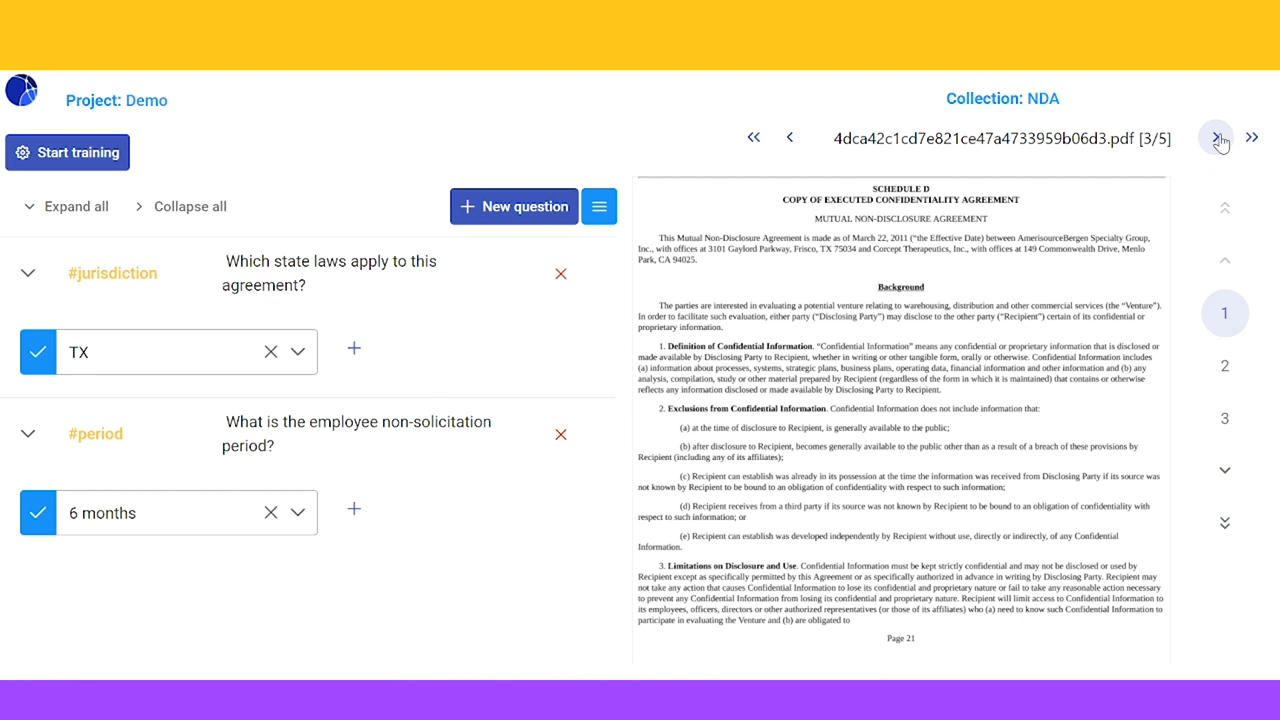 Project: Demo
Collection: NDA
4dca42c1cd7e821ce47a4733959b06d3.pdf [3/5]
Start training
Expand all
Collapse all
New question
#jurisdiction
Which state laws apply to this
agreement?
TX
#period
What is the employee non-solicitation
period?
6 months
SCHEDULE D
COPY OF EXECUTED CONFIDENTIALITY AGREEMENT
MUTUAL NON-DISCLOSURE AGREEMENT
This Mutual Non-Disclosure Agreement is made as of March 22, 2011 (“the Effective Date) between AmerisourceBergen Specialty Group,
Inc., with offices at 3101 Gaylord Parkway, Frisco, TX 75034 and Corcept Therapeutics, Inc., with offices at 149 Commonwealth Drive, Menlo
Park, CA 94025.
Background
The parties are interested in evaluating a potential venture relating to warehousing, distribution and other commercial services (the “Venture”).
In order to facilitate such evaluation, either party (“Disclosing Party”) may disclose to the other party (“Recipient”) certain of its confidential or
proprietary information.
1. Definition of Confidential Information. “Confidential Information” means any confidential or proprietary information that is disclosed or
made available by Disclosing Party to Recipient, whether in writing or other tangible form, orally or otherwise. Confidential Information includes
(a) information about processes, systems, strategic plans, business plans, operating data, financial information and other information and (b) any
analysis, compilation, study or other material prepared by Recipient (regardless of the form in which it is maintained) that contains or otherwise
reflects any information disclosed or made available by Disclosing Party to Recipient.
2. Exclusions from Confidential Information. Confidential Information does not include information that:
(a) at the time of disclosure to Recipient, is generally available to the public;
(b) after disclosure to Recipient, becomes generally available to the public other than as a result of a breach of these provisions by
Recipient (including any of its affiliates);
(c) Recipient can establish was already in its possession at the time the information was received from Disclosing Party if its source was
not known by Recipient to be bound to an obligation of confidentiality with respect to such information;
(d) Recipient receives from a third party if its source was not known by Recipient to be bound to an obligation of confidentiality with
respect to such information; or
(e) Recipient can establish was developed independently by Recipient without use, directly or indirectly, of any Confidential
Information.
3. Limitations on Disclosure and Use. Confidential Information must be kept strictly confidential and may not be disclosed or used by
Recipient except as specifically permitted by this Agreement or as specifically authorized in advance in writing by Disclosing Party. Recipient may
not take any action that causes Confidential Information to lose its confidential and proprietary nature or fail to take any reasonable action necessary
to prevent any Confidential Information from losing its confidential and proprietary nature. Recipient will limit access to Confidential Information to
its employees, officers, directors or other authorized representatives (or those of its affiliates) who (a) need to know such Confidential Information to
participate in evaluating the Venture and (b) are obligated to
Page 21
1
2
3